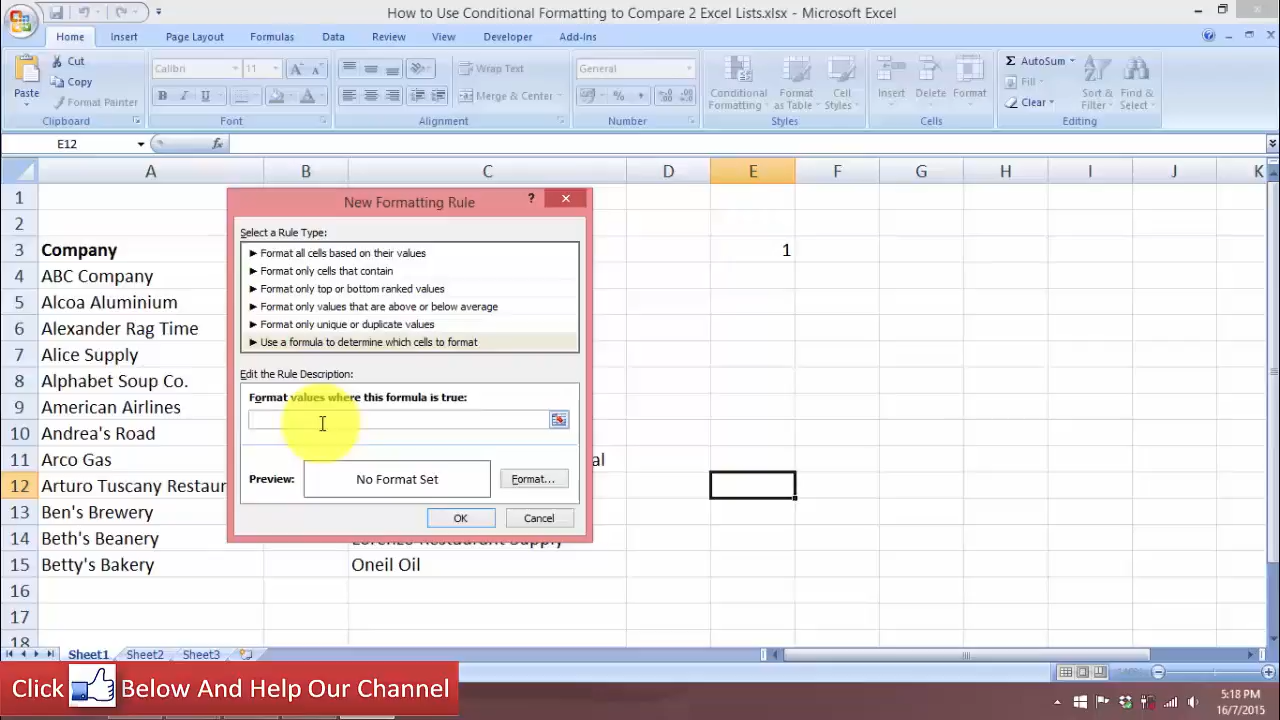 How to Use Conditional Formatting to Compare 2 Excel Lists.xlsx - Microsoft Excel
Home Insert Page Layout Formulas Data Review View Developer Add-Ins
Paste
Cut
Copy
Format Painter
Clipboard
Calibri 11
B I U
Font
Wrap Text
Merge & Center
Alignment
General
$ % ,
Number
Conditional Formatting
Format as Table
Cell Styles
Styles
Insert Delete Format
Cells
AutoSum
Fill
Clear
Sort & Filter
Find & Select
Editing
E12 fx
A B C D E F G H I J K
1
2
3 Company 1
4 ABC Company
5 Alcoa Aluminium
6 Alexander Rag Time
7 Alice Supply
8 Alphabet Soup Co.
9 American Airlines
10 Andrea's Road
11 Arco Gas al
12 Arturo Tuscany Restaur
13 Ben's Brewery
14 Beth's Beanery Lorenzo Restaurant Supply
15 Betty's Bakery Oneil Oil
16
17
18
New Formatting Rule ?
Select a Rule Type:
► Format all cells based on their values
► Format only cells that contain
► Format only top or bottom ranked values
► Format only values that are above or below average
► Format only unique or duplicate values
► Use a formula to determine which cells to format
Edit the Rule Description:
Format values where this formula is true:
Preview: No Format Set Format...
OK Cancel
Sheet1 Sheet2 Sheet3
Click Below And Help Our Channel
5:18 PM
16/7/2015